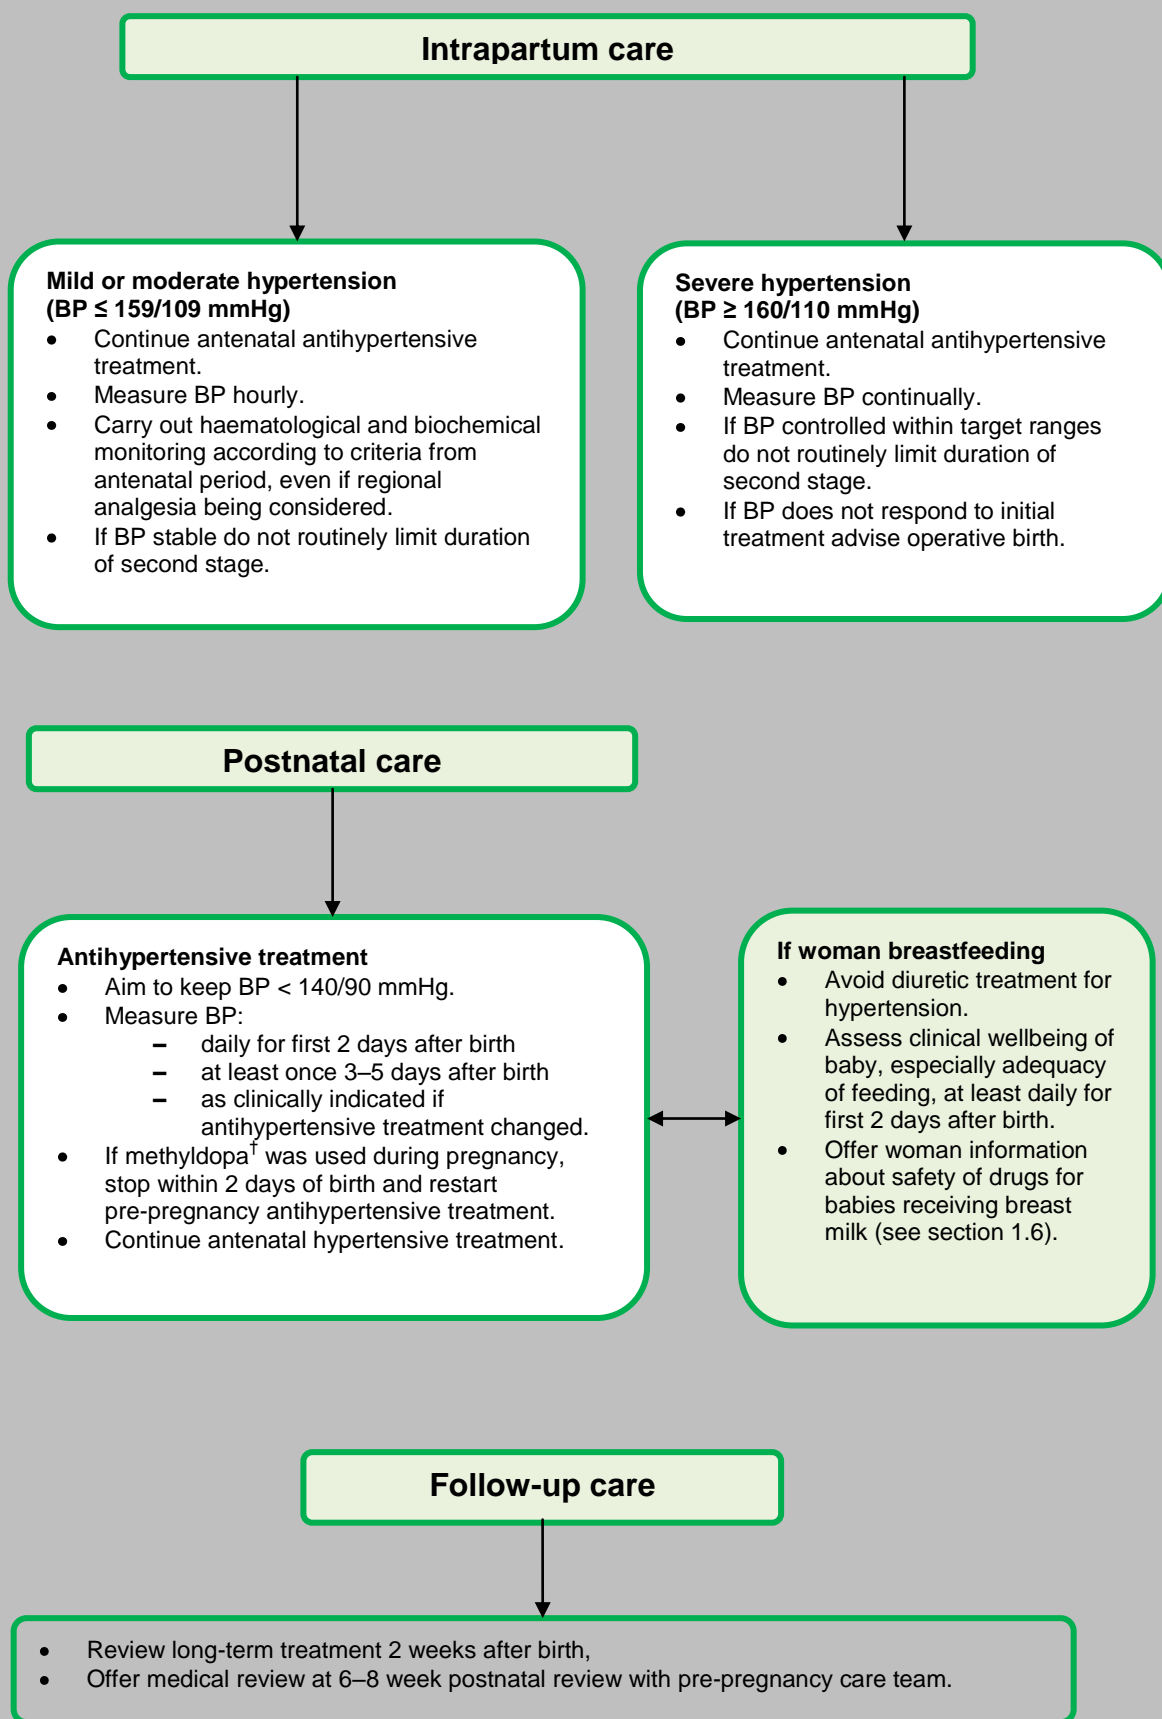 Intrapartum care
Mild or moderate hypertension
(BP ≤ 159/109 mmHg)
• Continue antenatal antihypertensive
treatment.
• Measure BP hourly.
• Carry out haematological and biochemical
monitoring according to criteria from
antenatal period, even if regional
analgesia being considered.
• If BP stable do not routinely limit duration
of second stage.
Severe hypertension
(BP ≥ 160/110 mmHg)
• Continue antenatal antihypertensive
treatment.
• Measure BP continually.
• If BP controlled within target ranges
do not routinely limit duration of
second stage.
• If BP does not respond to initial
treatment advise operative birth.
Postnatal care
Antihypertensive treatment
• Aim to keep BP < 140/90 mmHg.
• Measure BP:
– daily for first 2 days after birth
– at least once 3–5 days after birth
– as clinically indicated if
antihypertensive treatment changed.
• If methyldopa† was used during pregnancy,
stop within 2 days of birth and restart
pre-pregnancy antihypertensive treatment.
• Continue antenatal hypertensive treatment.
If woman breastfeeding
• Avoid diuretic treatment for
hypertension.
• Assess clinical wellbeing of
baby, especially adequacy
of feeding, at least daily for
first 2 days after birth.
• Offer woman information
about safety of drugs for
babies receiving breast
milk (see section 1.6).
Follow-up care
• Review long-term treatment 2 weeks after birth,
• Offer medical review at 6–8 week postnatal review with pre-pregnancy care team.